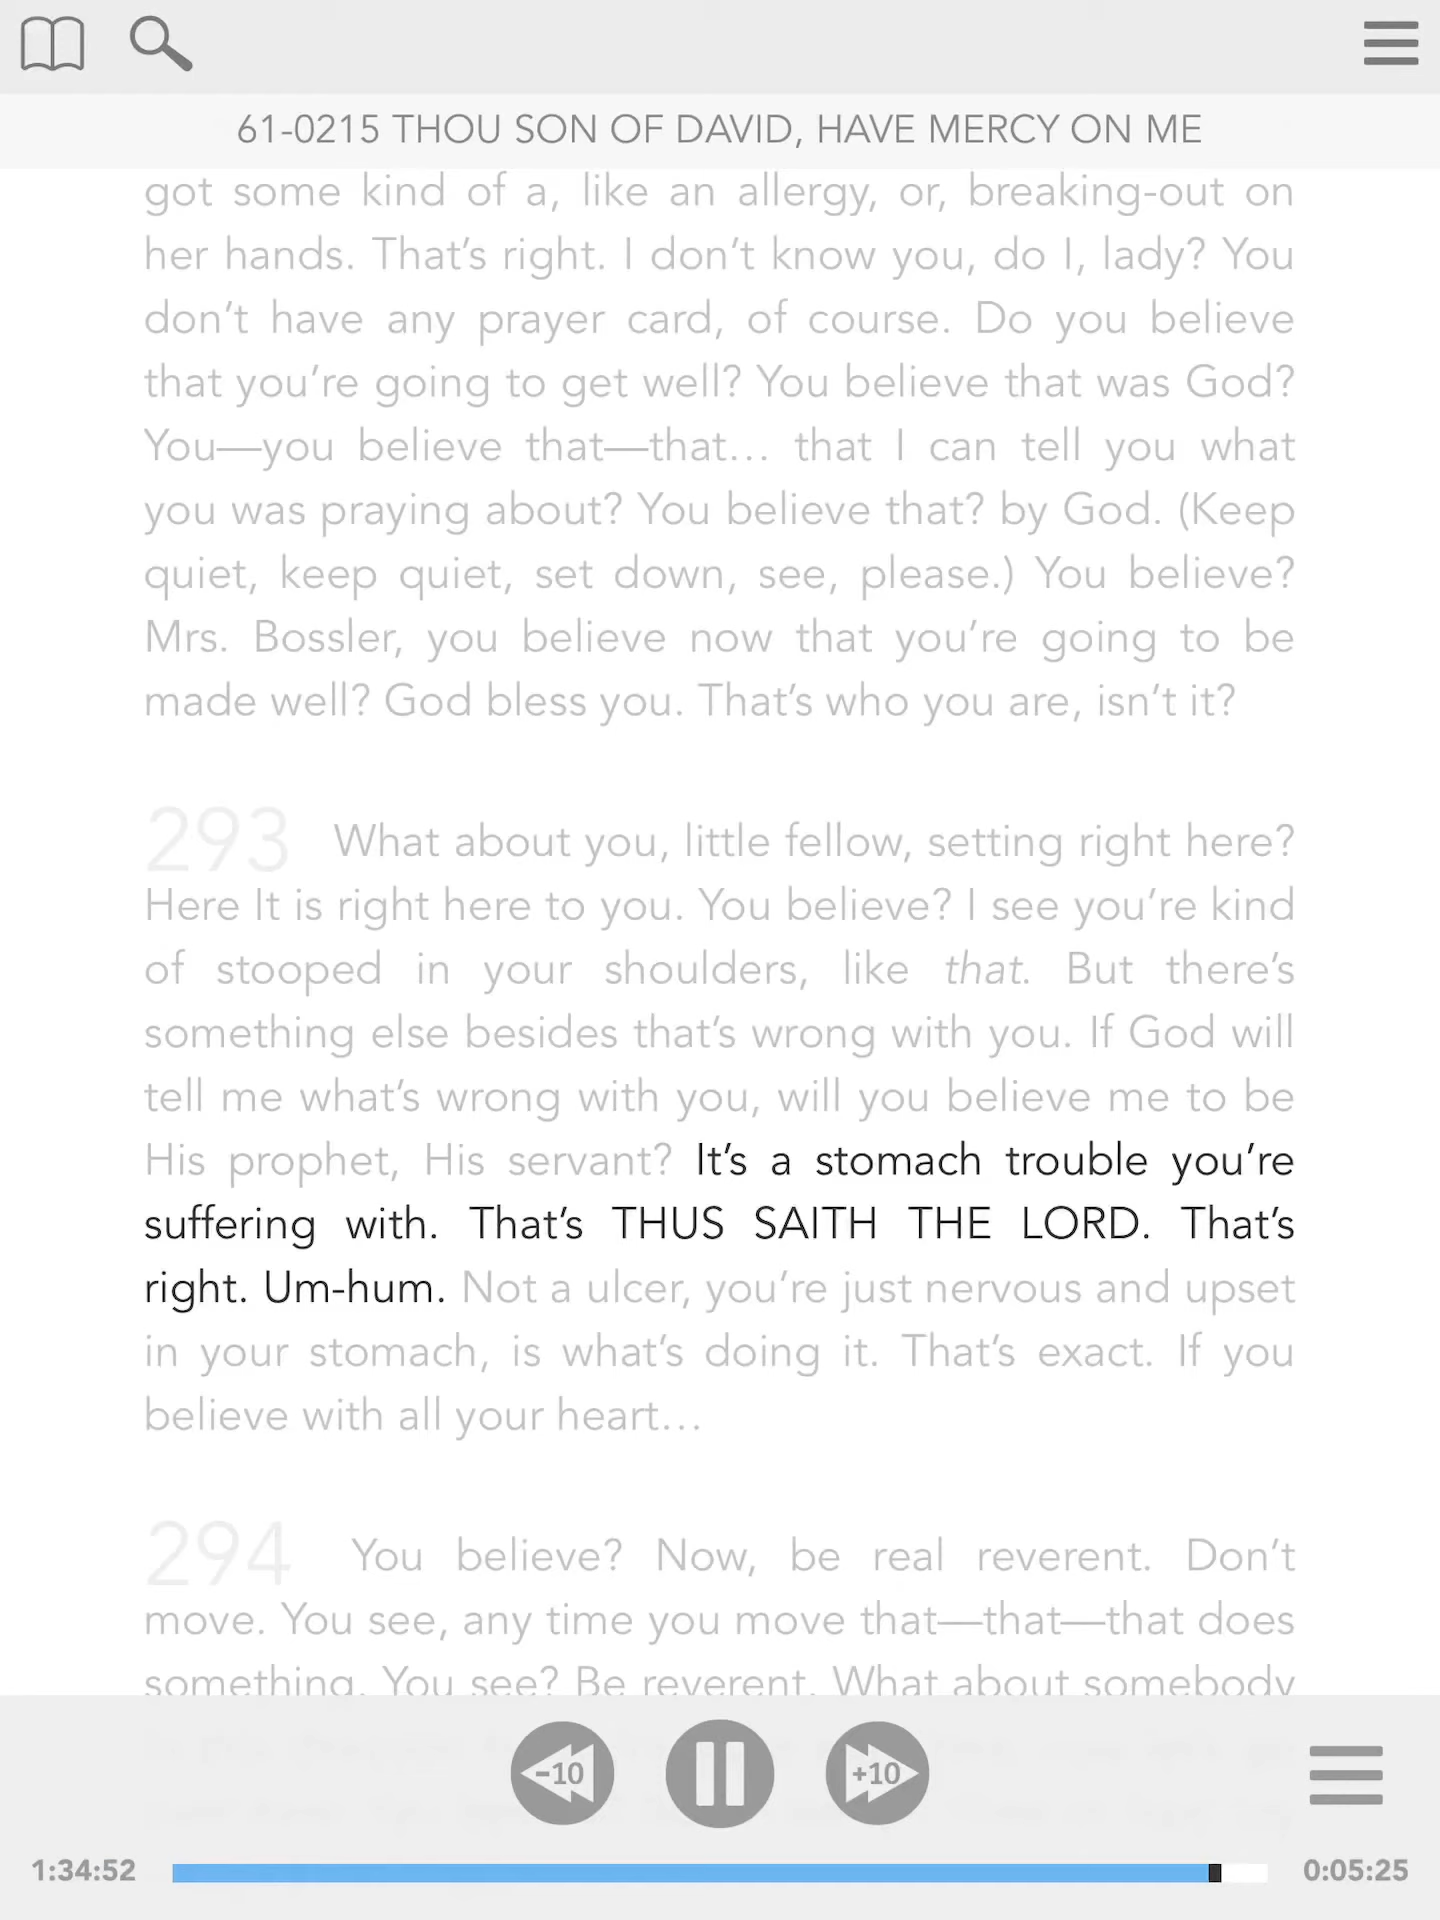 61-0215 THOU SON OF DAVID, HAVE MERCY ON ME
got some kind of a, like an allergy, or, breaking-out on
her hands. That’s right. I don’t know you, do I, lady? You
don’t have any prayer card, of course. Do you believe
that you’re going to get well? You believe that was God?
You—you believe that—that… that I can tell you what
you was praying about? You believe that? by God. (Keep
quiet, keep quiet, set down, see, please.) You believe?
Mrs. Bossler, you believe now that you’re going to be
made well? God bless you. That’s who you are, isn’t it?
293 What about you, little fellow, setting right here?
Here It is right here to you. You believe? I see you’re kind
of stooped in your shoulders, like that. But there’s
something else besides that’s wrong with you. If God will
tell me what’s wrong with you, will you believe me to be
His prophet, His servant? It’s a stomach trouble you’re
suffering with. That’s THUS SAITH THE LORD. That’s
right. Um-hum. Not a ulcer, you’re just nervous and upset
in your stomach, is what’s doing it. That’s exact. If you
believe with all your heart…
294 You believe? Now, be real reverent. Don’t
move. You see, any time you move that—that—that does
something. You see? Be reverent. What about somebody
-10 +10
1:34:52 0:05:25